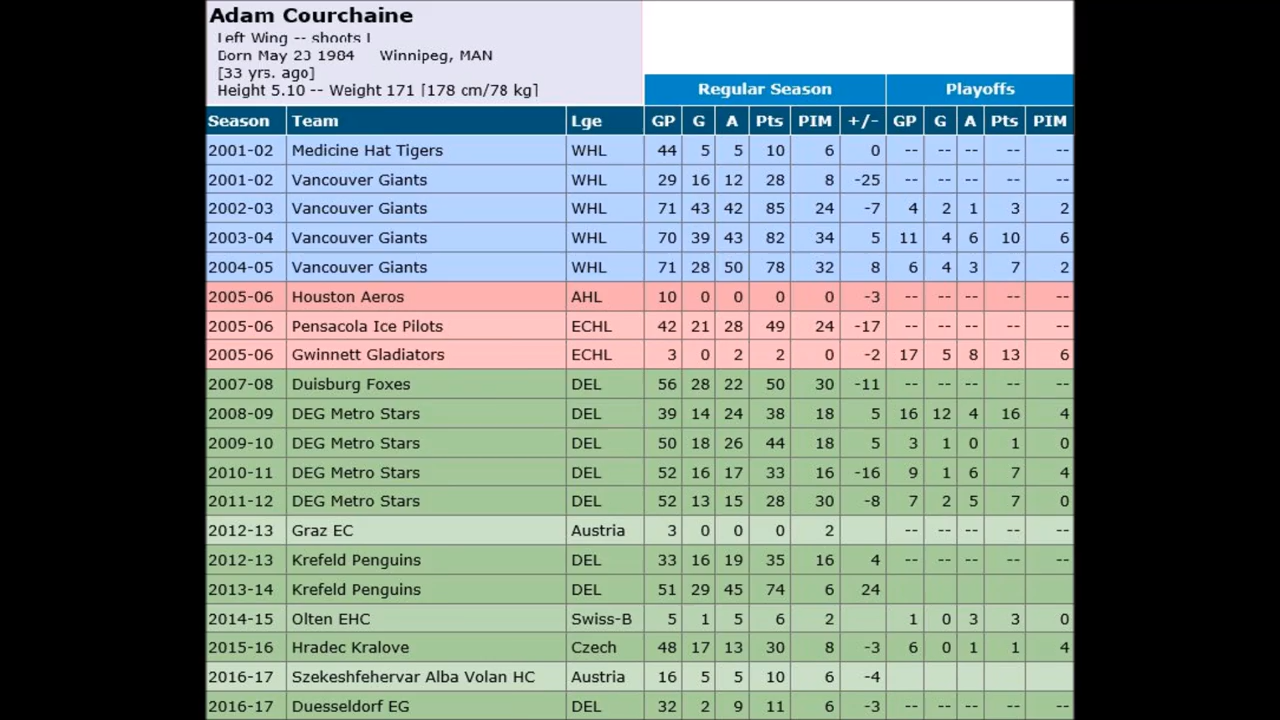 Adam Courchaine
Left Wing -- shoots L
Born May 23 1984 Winnipeg, MAN
[33 yrs. ago]
Height 5.10 -- Weight 171 [178 cm/78 kg]
Regular Season Playoffs
Season Team Lge GP G A Pts PIM +/- GP G A Pts PIM
2001-02 Medicine Hat Tigers WHL 44 5 5 10 6 0 -- -- -- -- --
2001-02 Vancouver Giants WHL 29 16 12 28 8 -25 -- -- -- -- --
2002-03 Vancouver Giants WHL 71 43 42 85 24 -7 4 2 1 3 2
2003-04 Vancouver Giants WHL 70 39 43 82 34 5 11 4 6 10 6
2004-05 Vancouver Giants WHL 71 28 50 78 32 8 6 4 3 7 2
2005-06 Houston Aeros AHL 10 0 0 0 0 -3 -- -- -- -- --
2005-06 Pensacola Ice Pilots ECHL 42 21 28 49 24 -17 -- -- -- -- --
2005-06 Gwinnett Gladiators ECHL 3 0 2 2 0 -2 17 5 8 13 6
2007-08 Duisburg Foxes DEL 56 28 22 50 30 -11 -- -- -- -- --
2008-09 DEG Metro Stars DEL 39 14 24 38 18 5 16 12 4 16 4
2009-10 DEG Metro Stars DEL 50 18 26 44 18 5 3 1 0 1 0
2010-11 DEG Metro Stars DEL 52 16 17 33 16 -16 9 1 6 7 4
2011-12 DEG Metro Stars DEL 52 13 15 28 30 -8 7 2 5 7 0
2012-13 Graz EC Austria 3 0 0 0 2 -- -- -- -- --
2012-13 Krefeld Penguins DEL 33 16 19 35 16 4 -- -- -- -- --
2013-14 Krefeld Penguins DEL 51 29 45 74 6 24
2014-15 Olten EHC Swiss-B 5 1 5 6 2 1 0 3 3 0
2015-16 Hradec Kralove Czech 48 17 13 30 8 -3 6 0 1 1 4
2016-17 Szekeshfehervar Alba Volan HC Austria 16 5 5 10 6 -4
2016-17 Duesseldorf EG DEL 32 2 9 11 6 -3 -- -- -- -- --